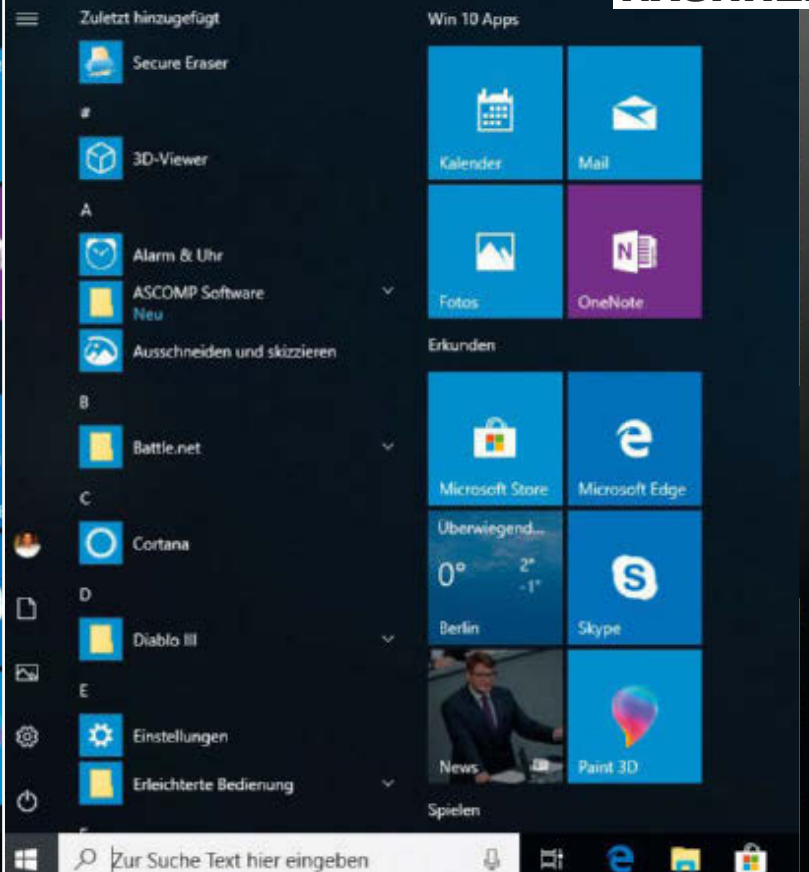 Zuletzt hinzugefügt
Secure Eraser
#
3D-Viewer
A
Alarm & Uhr
ASCOMP Software
Neu
Ausschneiden und skizzieren
B
Battle.net
C
Cortana
D
Diablo III
E
Einstellungen
Erleichterte Bedienung
Win 10 Apps
Kalender
Mail
Fotos
N
OneNote
Erkunden
Microsoft Store
Microsoft Edge
Überwiegend...
0° 2°
-1°
Berlin
Skype
News
Paint 3D
Spielen
Zur Suche Text hier eingeben